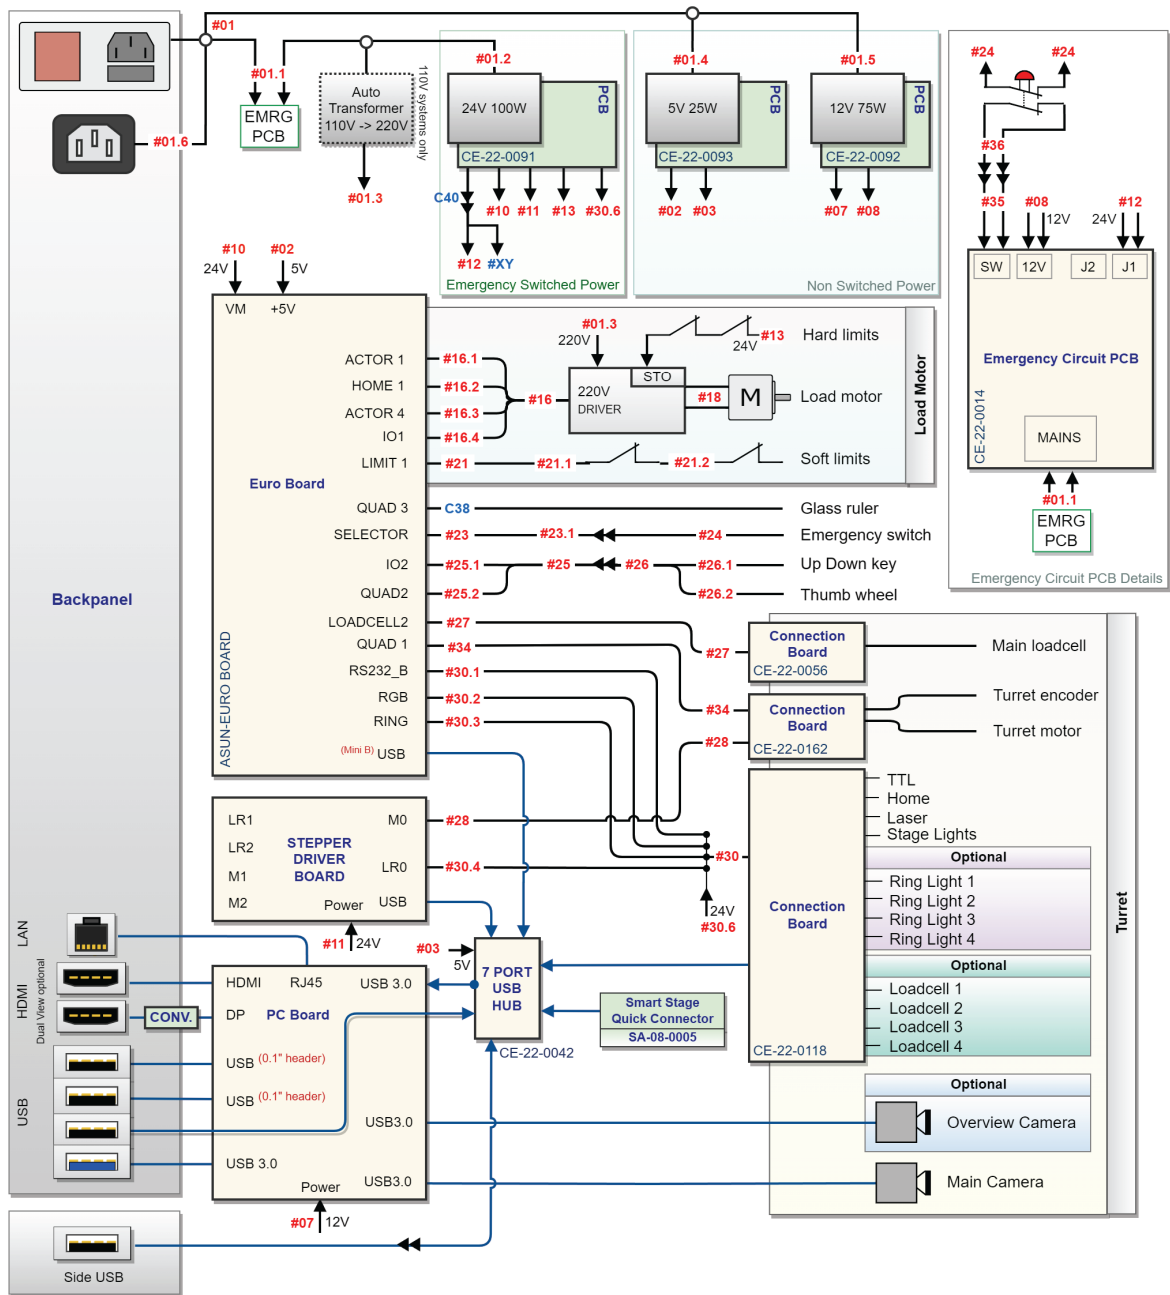 #01
#01.1
#01.2
#01.4
#01.5
#01.6
EMRG
PCB
Auto
Transformer
110V -> 220V
110V systems only
#01.3
24V 100W
PCB
CE-22-0091
C40
#10
#11
#13
#30.6
#12
#XY
Emergency Switched Power
5V 25W
PCB
CE-22-0093
#02
#03
12V 75W
PCB
CE-22-0092
#07
#08
Non Switched Power
#24
#24
#36
#35
#08
12V
24V
#12
SW
12V
J2
J1
Emergency Circuit PCB
CE-22-0014
MAINS
#01.1
EMRG
PCB
Emergency Circuit PCB Details
Backpanel
#10
24V
#02
5V
VM
+5V
ACTOR 1
HOME 1
ACTOR 4
IO1
LIMIT 1
Euro Board
QUAD 3
SELECTOR
IO2
QUAD2
LOADCELL2
QUAD 1
RS232_B
RGB
RING
(Mini B) USB
ASUN-EURO BOARD
#16.1
#16.2
#16.3
#16.4
#16
#01.3
220V
STO
220V
DRIVER
#18
M
24V
#13
Hard limits
Load motor
Soft limits
Load Motor
#21
#21.1
#21.2
C38
Glass ruler
#23
#23.1
#24
Emergency switch
#25.1
#25
#26
#26.1
Up Down key
#25.2
#26.2
Thumb wheel
#27
#34
#30.1
#30.2
#30.3
#27
#34
#28
Connection
Board
CE-22-0056
Main loadcell
Connection
Board
CE-22-0162
Turret encoder
Turret motor
LR1
LR2
M1
M2
STEPPER
DRIVER
BOARD
M0
LR0
USB
Power
#28
#30.4
#11
24V
#30
24V
#30.6
Connection
Board
CE-22-0118
TTL
Home
Laser
Stage Lights
Optional
Ring Light 1
Ring Light 2
Ring Light 3
Ring Light 4
Optional
Loadcell 1
Loadcell 2
Loadcell 3
Loadcell 4
Optional
Overview Camera
Main Camera
Turret
#03
5V
7 PORT
USB
HUB
CE-22-0042
Smart Stage
Quick Connector
SA-08-0005
LAN
HDMI
Dual View optional
USB
CONV.
HDMI
RJ45
USB 3.0
DP
PC Board
USB (0.1" header)
USB (0.1" header)
USB3.0
USB 3.0
USB3.0
Power
#07
12V
Side USB